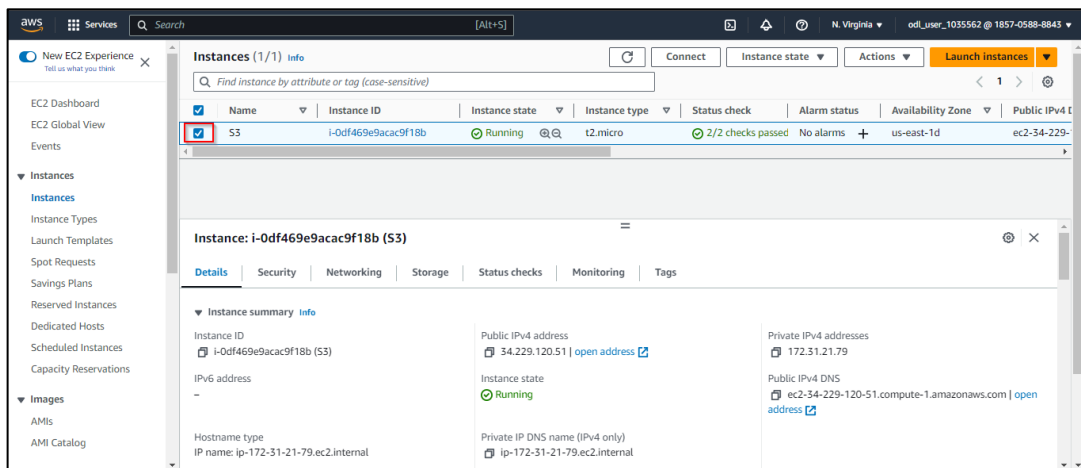 aws Services Search [Alt+S] N. Virginia odl_user_1035562 @ 1857-0588-8843
New EC2 Experience
Tell us what you think
EC2 Dashboard
EC2 Global View
Events
Instances
Instances
Instance Types
Launch Templates
Spot Requests
Savings Plans
Reserved Instances
Dedicated Hosts
Scheduled Instances
Capacity Reservations
Images
AMIs
AMI Catalog
Instances (1/1) Info Connect Instance state Actions Launch instances
Find instance by attribute or tag (case-sensitive) 1
Name Instance ID Instance state Instance type Status check Alarm status Availability Zone Public IPv4 D
S3 i-0df469e9acac9f18b Running t2.micro 2/2 checks passed No alarms + us-east-1d ec2-34-229-
Instance: i-0df469e9acac9f18b (S3)
Details Security Networking Storage Status checks Monitoring Tags
Instance summary Info
Instance ID Public IPv4 address Private IPv4 addresses
i-0df469e9acac9f18b (S3) 34.229.120.51 | open address 172.31.21.79
IPv6 address Instance state Public IPv4 DNS
– Running ec2-34-229-120-51.compute-1.amazonaws.com | open
address
Hostname type Private IP DNS name (IPv4 only)
IP name: ip-172-31-21-79.ec2.internal ip-172-31-21-79.ec2.internal